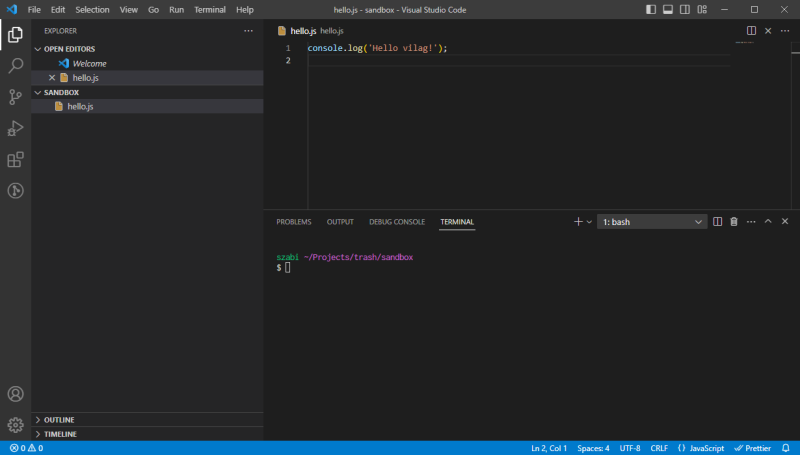 File Edit Selection View Go Run Terminal Help
hello.js - sandbox - Visual Studio Code
EXPLORER
OPEN EDITORS
Welcome
hello.js
SANDBOX
hello.js
OUTLINE
TIMELINE
hello.js hello.js
1 console.log('Hello vilag!');
2
PROBLEMS OUTPUT DEBUG CONSOLE TERMINAL
1: bash
szabi ~/Projects/trash/sandbox
$
0 0
Ln 2, Col 1 Spaces: 4 UTF-8 CRLF {} JavaScript Prettier